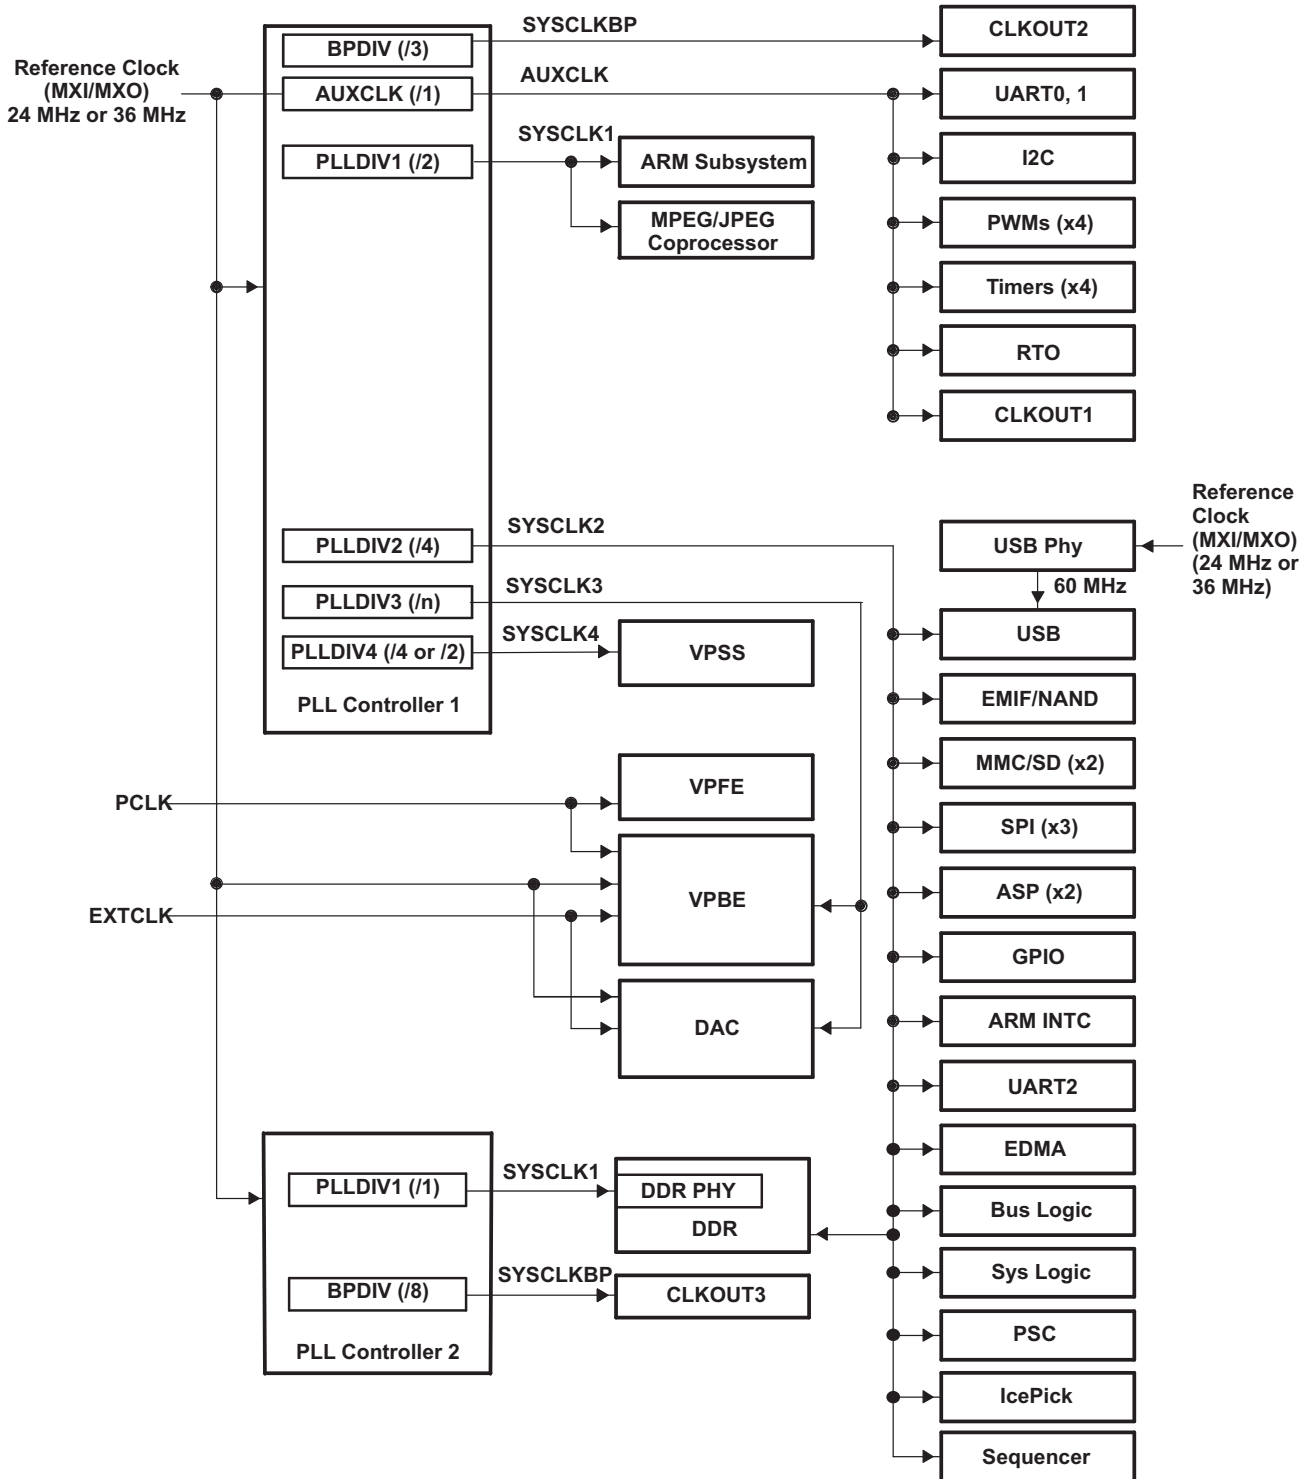 SYSCLKBP
CLKOUT2
BPDIV (/3)
Reference Clock
(MXI/MXO)
24 MHz or 36 MHz
AUXCLK (/1)
AUXCLK
UART0, 1
SYSCLK1
PLLDIV1 (/2)
ARM Subsystem
I2C
MPEG/JPEG
Coprocessor
PWMs (x4)
Timers (x4)
RTO
CLKOUT1
Reference
Clock
(MXI/MXO)
(24 MHz or
36 MHz)
SYSCLK2
PLLDIV2 (/4)
USB Phy
60 MHz
SYSCLK3
PLLDIV3 (/n)
USB
SYSCLK4
PLLDIV4 (/4 or /2)
VPSS
PLL Controller 1
EMIF/NAND
MMC/SD (x2)
VPFE
PCLK
SPI (x3)
VPBE
ASP (x2)
EXTCLK
GPIO
DAC
ARM INTC
UART2
EDMA
SYSCLK1
PLLDIV1 (/1)
DDR PHY
DDR
Bus Logic
Sys Logic
SYSCLKBP
BPDIV (/8)
CLKOUT3
PSC
PLL Controller 2
IcePick
Sequencer